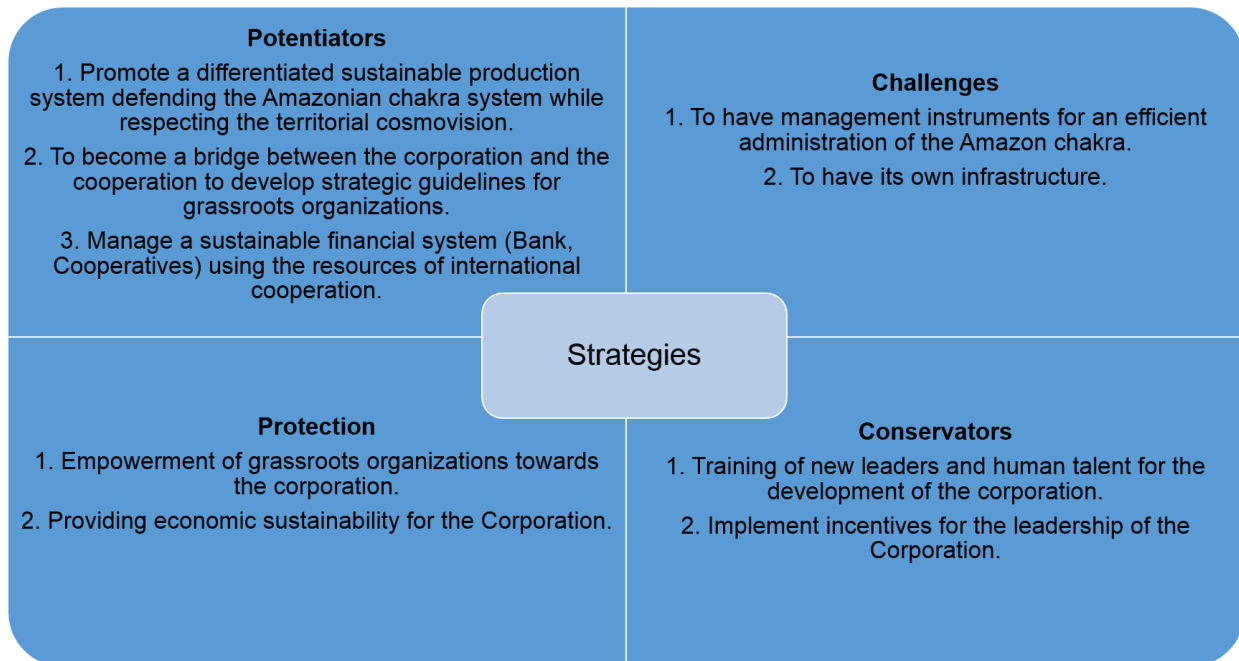 Potentiators
1. Promote a differentiated sustainable production
system defending the Amazonian chakra system while
respecting the territorial cosmovision.
2. To become a bridge between the corporation and the
cooperation to develop strategic guidelines for
grassroots organizations.
3. Manage a sustainable financial system (Bank,
Cooperatives) using the resources of international
cooperation.
Challenges
1. To have management instruments for an efficient
administration of the Amazon chakra.
2. To have its own infrastructure.
Strategies
Protection
1. Empowerment of grassroots organizations towards
the corporation.
2. Providing economic sustainability for the Corporation.
Conservators
1. Training of new leaders and human talent for the
development of the corporation.
2. Implement incentives for the leadership of the
Corporation.